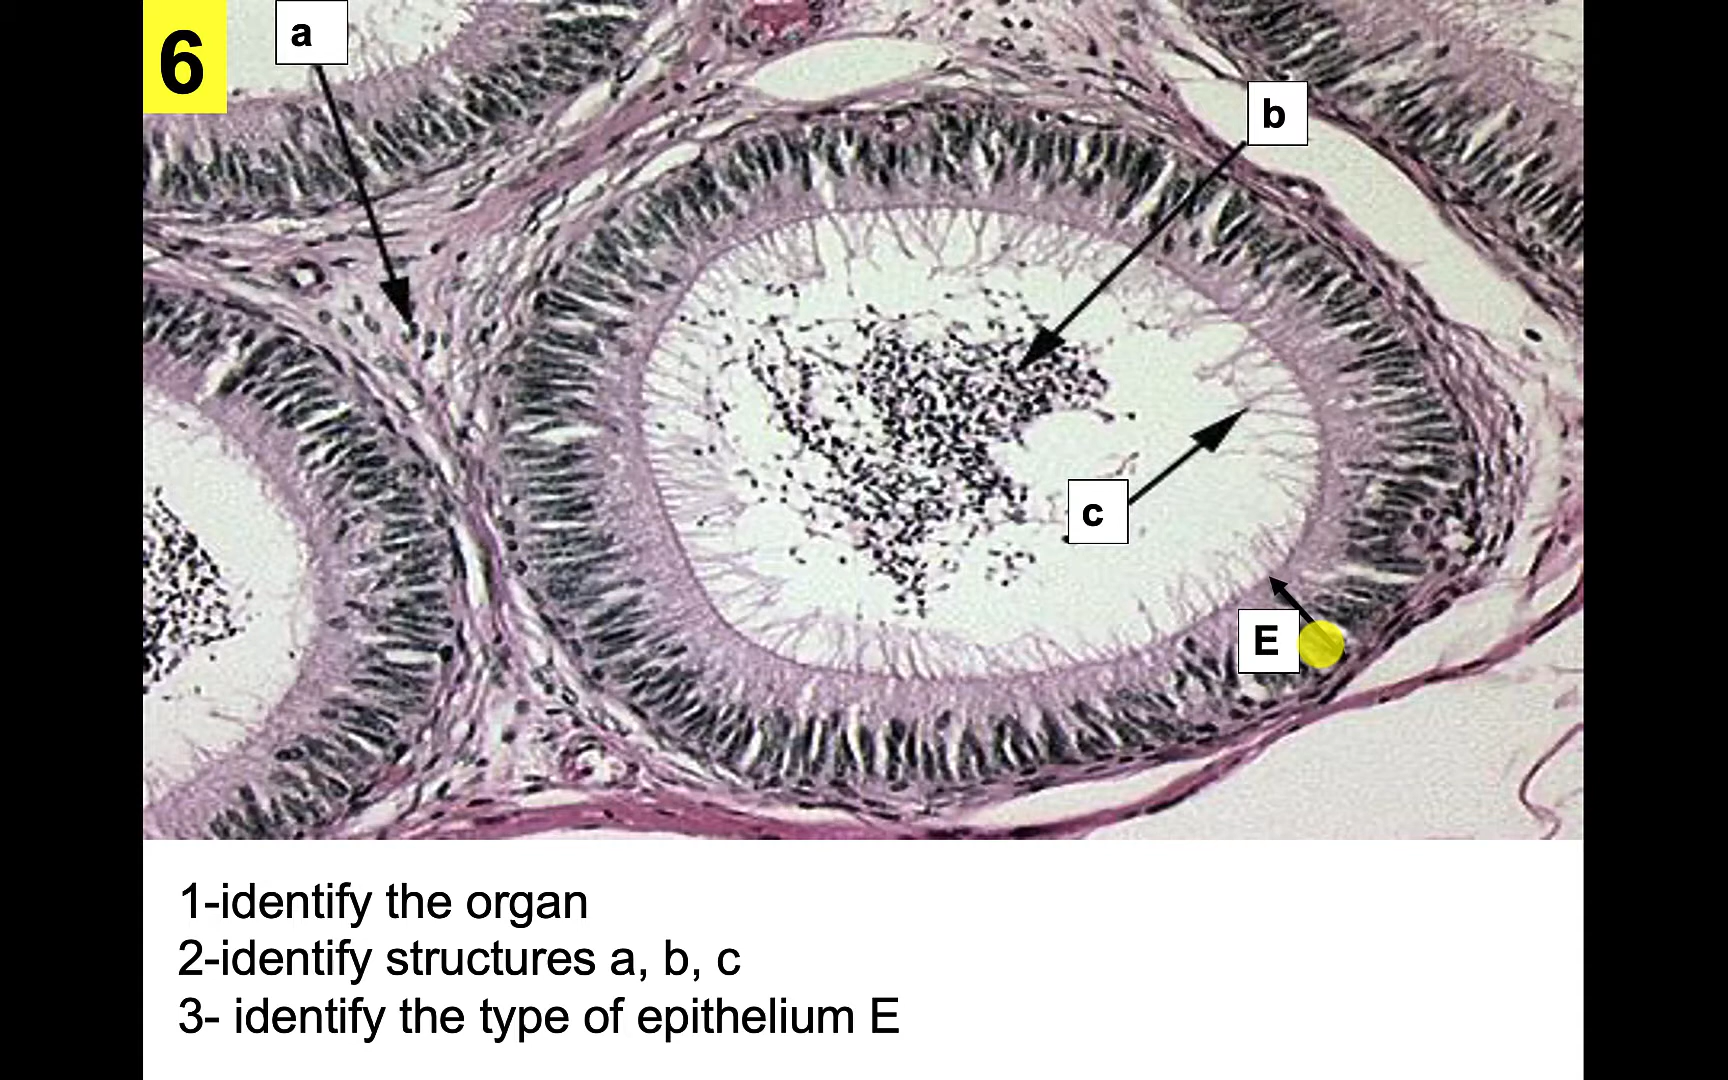 6
a
b
c
E
1-identify the organ
2-identify structures a, b, c
3- identify the type of epithelium E